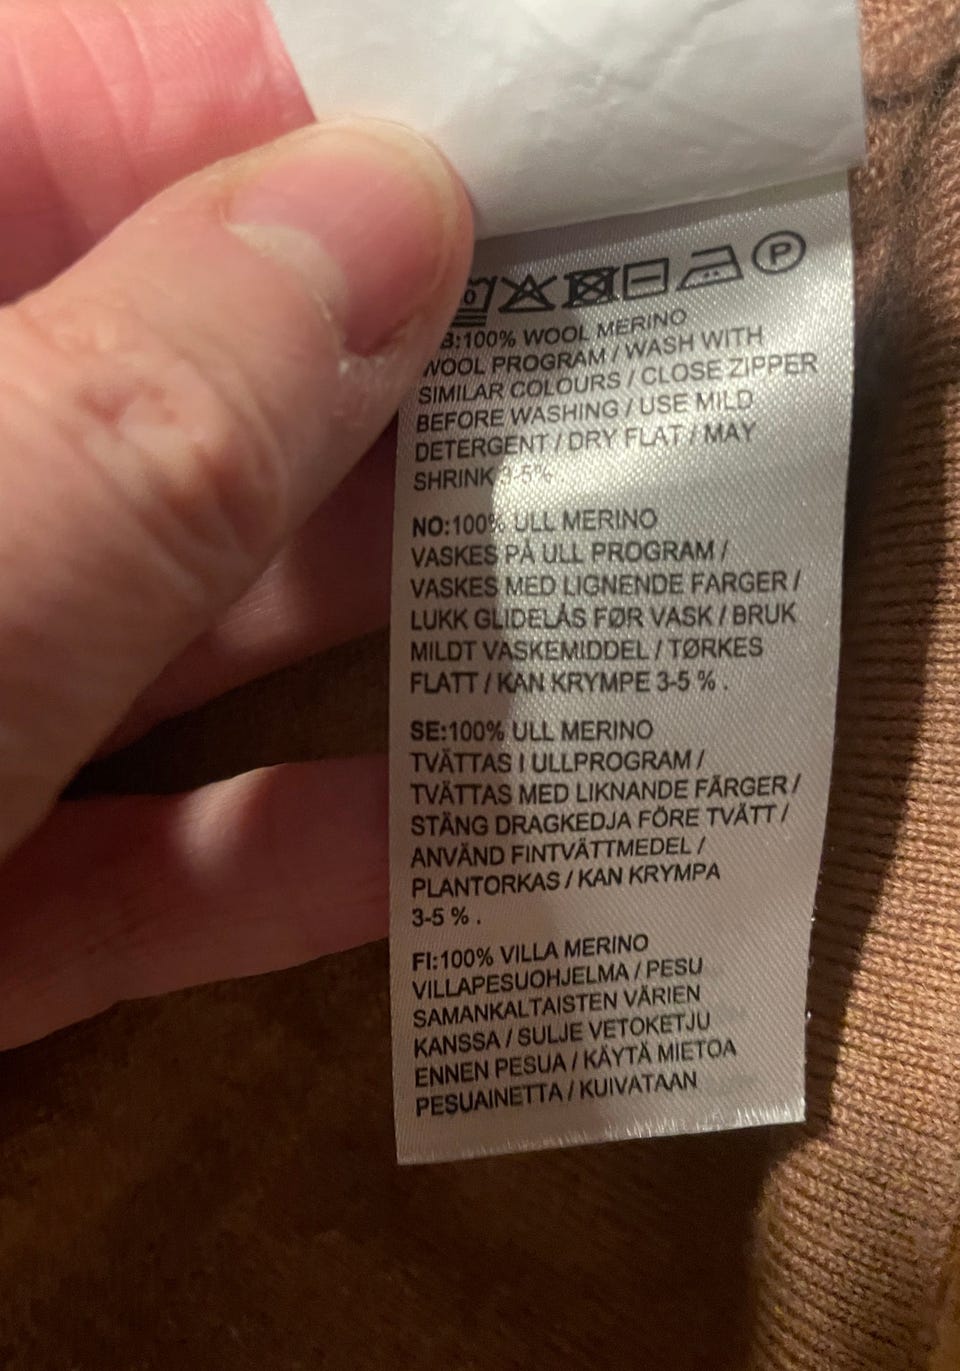 0
P
B:100% WOOL MERINO
WOOL PROGRAM / WASH WITH
SIMILAR COLOURS / CLOSE ZIPPER
BEFORE WASHING / USE MILD
DETERGENT / DRY FLAT / MAY
SHRINK 3-5%
NO:100% ULL MERINO
VASKES PÅ ULL PROGRAM /
VASKES MED LIGNENDE FARGER /
LUKK GLIDELÅS FØR VASK / BRUK
MILDT VASKEMIDDEL / TØRKES
FLATT / KAN KRYMPE 3-5 % .
SE:100% ULL MERINO
TVÄTTAS I ULLPROGRAM /
TVÄTTAS MED LIKNANDE FÄRGER /
STÄNG DRAGKEDJA FÖRE TVÄTT /
ANVÄND FINTVÄTTMEDEL /
PLANTORKAS / KAN KRYMPA
3-5 % .
FI:100% VILLA MERINO
VILLAPESUOHJELMA / PESU
SAMANKALTAISTEN VÄRIEN
KANSSA / SULJE VETOKETJU
ENNEN PESUA / KÄYTÄ MIETOA
PESUAINETTA / KUIVATAAN